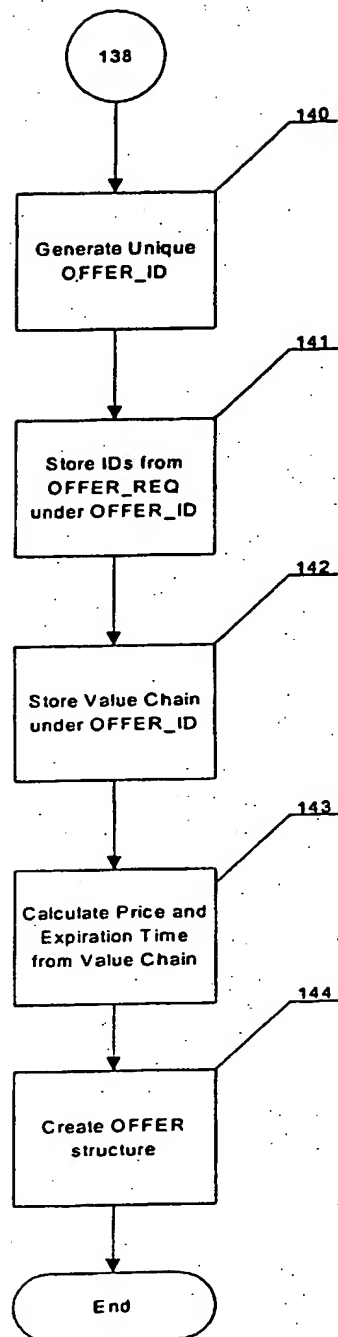 138
140
Generate Unique
OFFER_ID
141
Store IDs from
OFFER_REQ
under OFFER_ID
142
Store Value Chain
under OFFER_ID
143
Calculate Price and
Expiration Time
from Value Chain
144
Create OFFER
structure
End